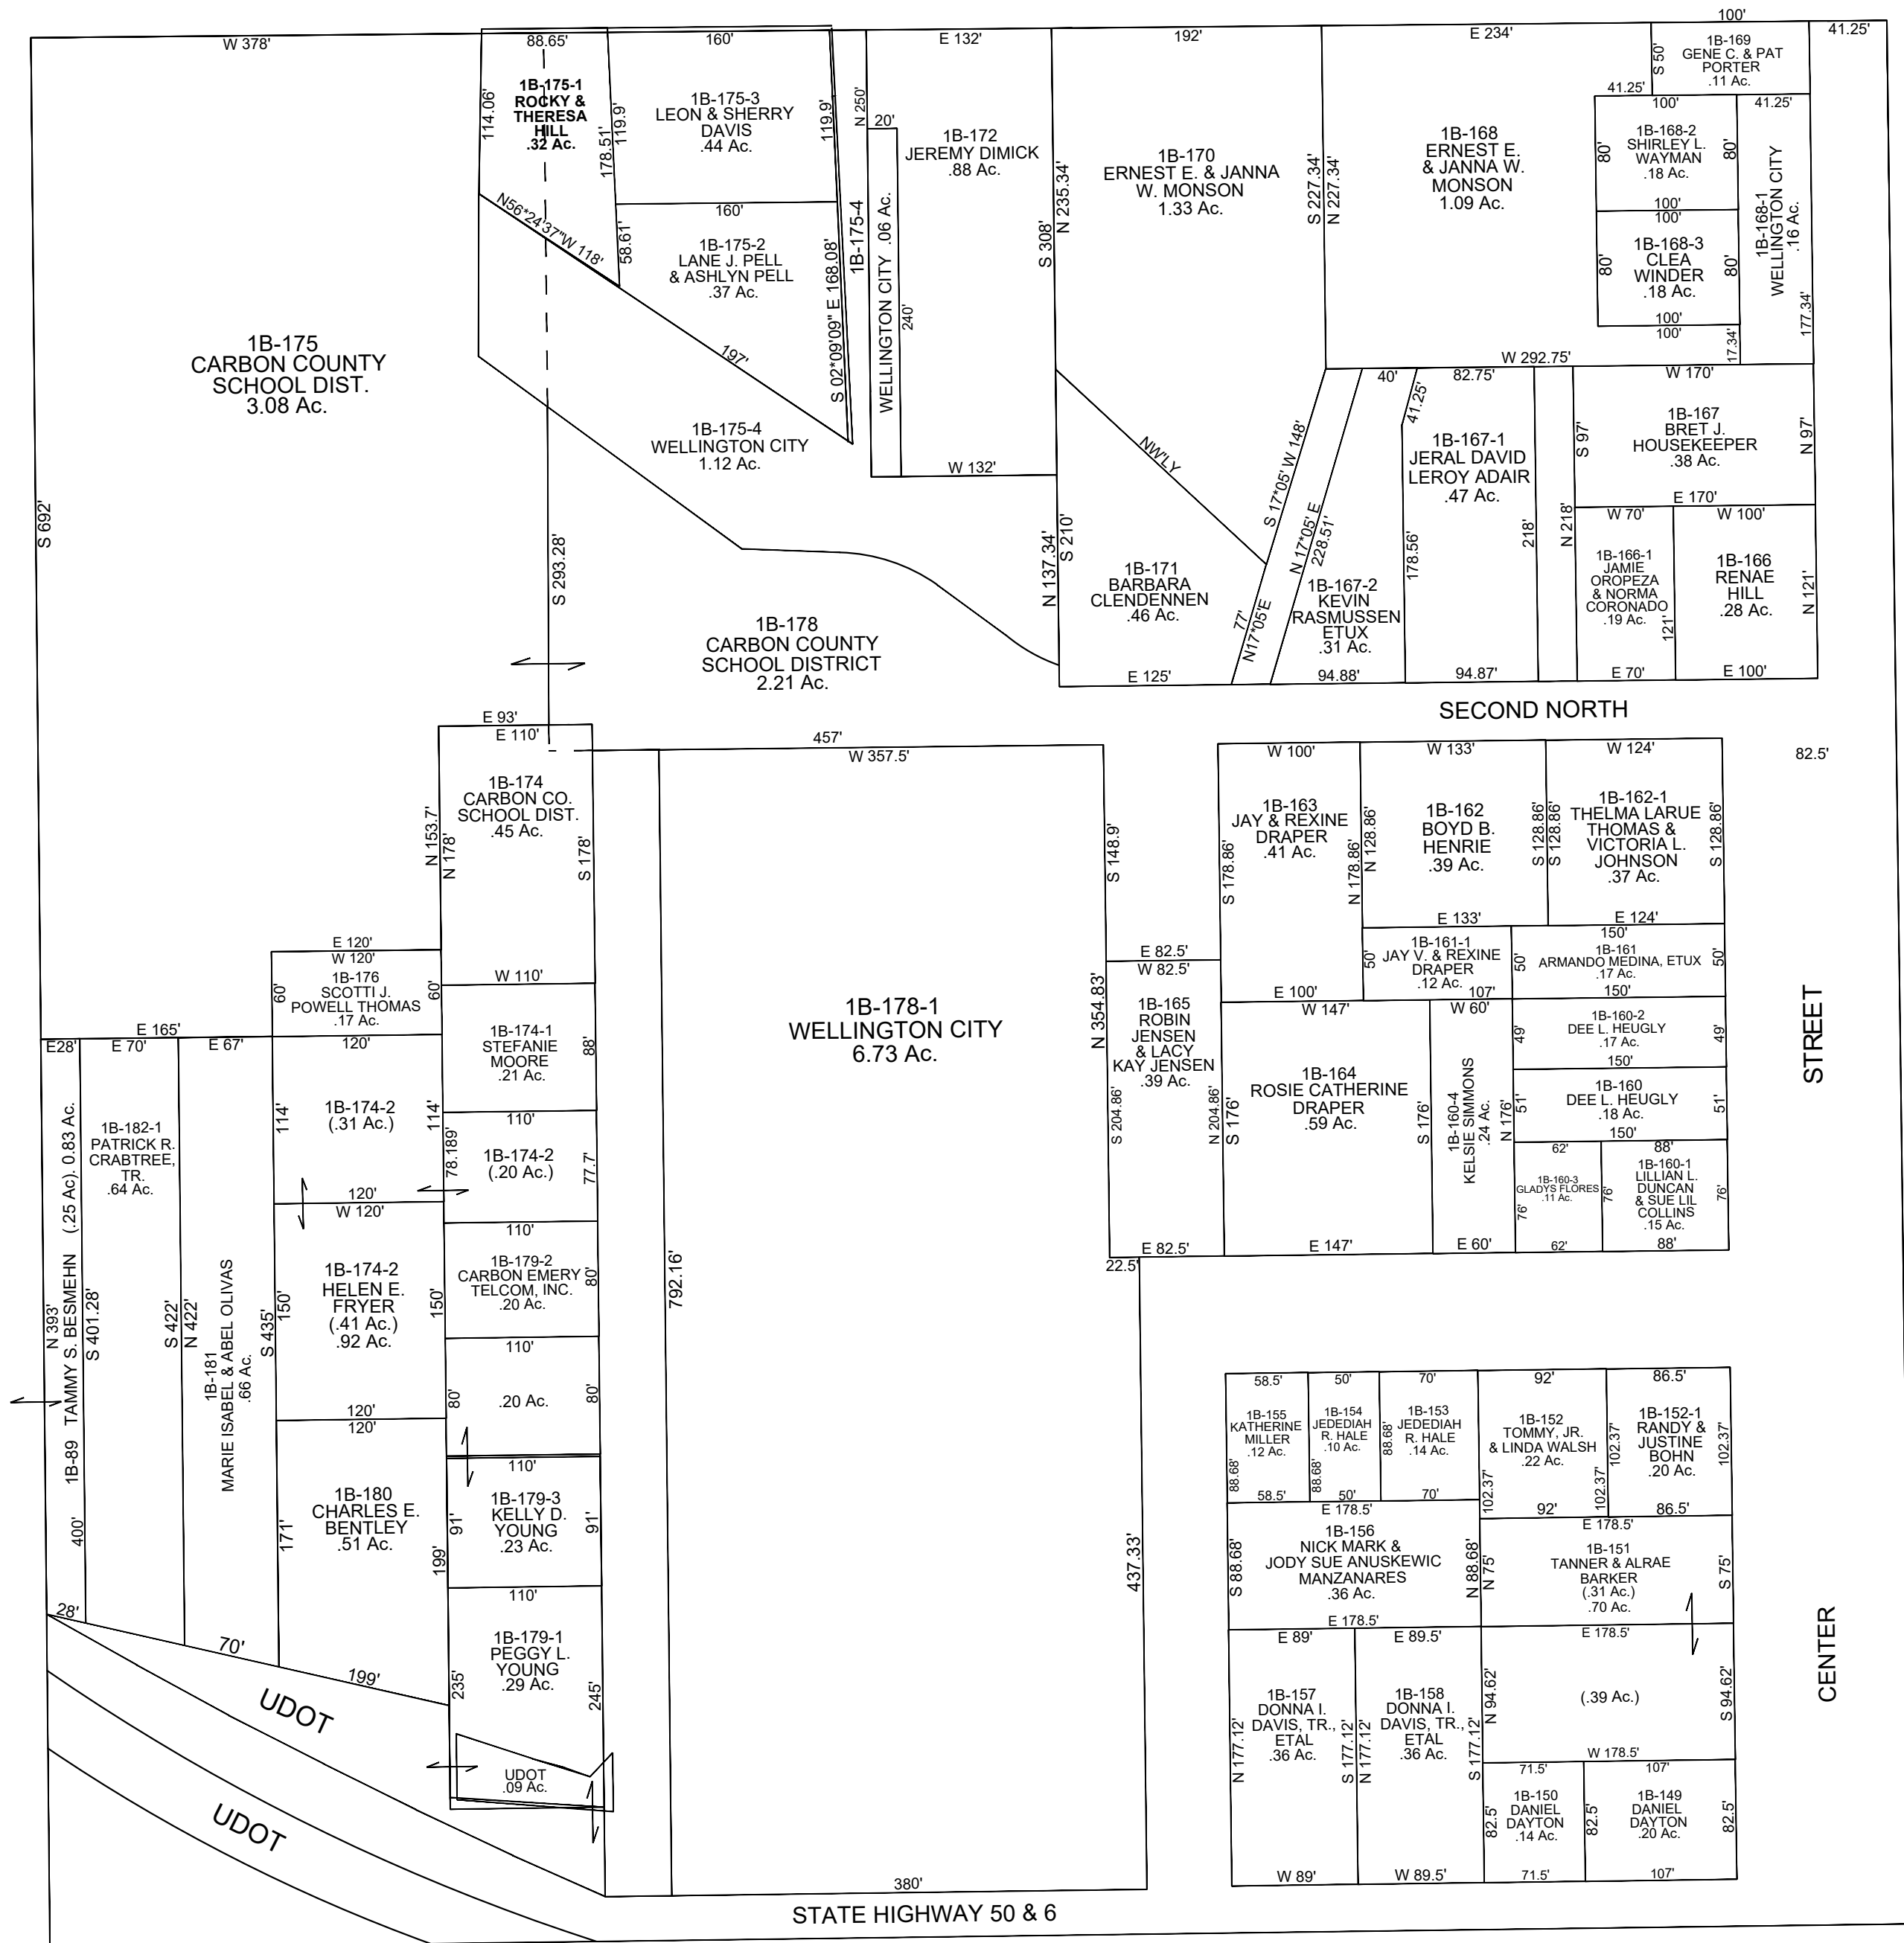 W 378'
88.65'
160'
E 132'
192'
E 234'
100'
41.25'
S 50'
1B-169
GENE C. & PAT
PORTER
.11 Ac.
114.06'
1B-175-1
ROCKY &
THERESA
HILL
.32 Ac.
178.51'
119.9'
1B-175-3
LEON & SHERRY
DAVIS
.44 Ac.
119.9'
N 250'
20'
1B-172
JEREMY DIMICK
.88 Ac.
N 235.34'
S 308'
1B-170
ERNEST E. & JANNA
W. MONSON
1.33 Ac.
S 227.34'
N 227.34'
1B-168
ERNEST E.
& JANNA W.
MONSON
1.09 Ac.
41.25'
100'
41.25'
80'
1B-168-2
SHIRLEY L.
WAYMAN
.18 Ac.
80'
100'
100'
80'
1B-168-3
CLEA
WINDER
.18 Ac.
80'
100'
100'
17.34'
1B-168-1
WELLINGTON CITY
.16 Ac.
177.34'
N56*24'37"W 118'
58.61'
160'
1B-175-2
LANE J. PELL
& ASHLYN PELL
.37 Ac.
S 02*09'09" E 168.08'
1B-175-4
WELLINGTON CITY .06 Ac.
240'
197'
1B-175
CARBON COUNTY
SCHOOL DIST.
3.08 Ac.
S 692'
1B-175-4
WELLINGTON CITY
1.12 Ac.
W 132'
S 293.28'
N 137.34'
S 210'
NW'LY
S 17*05' W 148'
N 17*05' E
228.51'
77'
N17*05'E
1B-171
BARBARA
CLENDENNEN
.46 Ac.
E 125'
W 292.75'
40'
82.75'
41.25'
178.56'
1B-167-1
JERAL DAVID
LEROY ADAIR
.47 Ac.
218'
N 218'
1B-167-2
KEVIN
RASMUSSEN
ETUX
.31 Ac.
94.88'
94.87'
W 170'
S 97'
1B-167
BRET J.
HOUSEKEEPER
.38 Ac.
N 97'
E 170'
W 70'
W 100'
1B-166-1
JAMIE
OROPEZA
& NORMA
CORONADO
.19 Ac.
121'
1B-166
RENAE
HILL
.28 Ac.
N 121'
E 70'
E 100'
1B-178
CARBON COUNTY
SCHOOL DISTRICT
2.21 Ac.
SECOND NORTH
E 93'
E 110'
457'
W 357.5'
1B-174
CARBON CO.
SCHOOL DIST.
.45 Ac.
N 153.7'
N 178'
S 178'
W 110'
S 148.9'
W 100'
W 133'
W 124'
82.5'
S 178.86'
1B-163
JAY & REXINE
DRAPER
.41 Ac.
N 178.86'
N 128.86'
1B-162
BOYD B.
HENRIE
.39 Ac.
S 128.86'
S 128.86'
1B-162-1
THELMA LARUE
THOMAS &
VICTORIA L.
JOHNSON
.37 Ac.
S 128.86'
E 133'
E 124'
50'
1B-161-1
JAY V. & REXINE
DRAPER
.12 Ac.
107'
150'
50'
1B-161
ARMANDO MEDINA, ETUX
.17 Ac.
50'
150'
E 100'
W 147'
W 60'
E 120'
W 120'
60'
1B-176
SCOTTI J.
POWELL THOMAS
.17 Ac.
60'
E 165'
E28'
E 70'
E 67'
120'
1B-174-1
STEFANIE
MOORE
.21 Ac.
88'
110'
1B-178-1
WELLINGTON CITY
6.73 Ac.
E 82.5'
W 82.5'
N 354.83'
1B-165
ROBIN
JENSEN
& LACY
KAY JENSEN
.39 Ac.
S 204.86'
N 204.86'
S 176'
1B-164
ROSIE CATHERINE
DRAPER
.59 Ac.
S 176'
1B-160-4
KELSIE SIMMONS
.24 Ac.
N 176'
49'
1B-160-2
DEE L. HEUGLY
.17 Ac.
49'
150'
51'
1B-160
DEE L. HEUGLY
.18 Ac.
51'
150'
62'
88'
1B-160-3
GLADYS FLORES
.11 Ac.
76'
76'
1B-160-1
LILLIAN L.
DUNCAN
& SUE LIL
COLLINS
.15 Ac.
76'
E 82.5'
E 147'
E 60'
62'
88'
22.5'
STREET
114'
1B-174-2
(.31 Ac.)
114'
120'
W 120'
78.189'
1B-174-2
(.20 Ac.)
77.7'
110'
1B-182-1
PATRICK R.
CRABTREE,
TR.
.64 Ac.
1B-89 TAMMY S. BESMEHN (.25 Ac). 0.83 Ac.
N 393'
S 401.28'
400'
S 422'
N 422'
1B-181
MARIE ISABEL & ABEL OLIVAS
.66 Ac.
S 435'
150'
1B-174-2
HELEN E.
FRYER
(.41 Ac.)
.92 Ac.
150'
120'
120'
1B-179-2
CARBON EMERY
TELCOM, INC.
.20 Ac.
80'
110'
80'
.20 Ac.
80'
110'
792.16'
437.33'
171'
1B-180
CHARLES E.
BENTLEY
.51 Ac.
199'
91'
1B-179-3
KELLY D.
YOUNG
.23 Ac.
91'
110'
235'
1B-179-1
PEGGY L.
YOUNG
.29 Ac.
245'
28'
70'
199'
UDOT
UDOT
.09 Ac.
UDOT
58.5'
50'
70'
92'
86.5'
1B-155
KATHERINE
MILLER
.12 Ac.
88.68'
1B-154
JEDEDIAH
R. HALE
.10 Ac.
88.68'
88.68'
1B-153
JEDEDIAH
R. HALE
.14 Ac.
102.37'
1B-152
TOMMY, JR.
& LINDA WALSH
.22 Ac.
102.37'
102.37'
1B-152-1
RANDY &
JUSTINE
BOHN
.20 Ac.
102.37'
58.5'
50'
70'
92'
86.5'
E 178.5'
E 178.5'
S 88.68'
1B-156
NICK MARK &
JODY SUE ANUSKEWIC
MANZANARES
.36 Ac.
N 88.68'
N 75'
1B-151
TANNER & ALRAE
BARKER
(.31 Ac.)
.70 Ac.
S 75'
E 178.5'
E 178.5'
E 89'
E 89.5'
N 177.12'
1B-157
DONNA I.
DAVIS, TR.,
ETAL
.36 Ac.
S 177.12'
N 177.12'
1B-158
DONNA I.
DAVIS, TR.,
ETAL
.36 Ac.
S 177.12'
N 94.62'
(.39 Ac.)
S 94.62'
W 178.5'
71.5'
107'
82.5'
1B-150
DANIEL
DAYTON
.14 Ac.
82.5'
1B-149
DANIEL
DAYTON
.20 Ac.
82.5'
W 89'
W 89.5'
71.5'
107'
CENTER
380'
STATE HIGHWAY 50 & 6